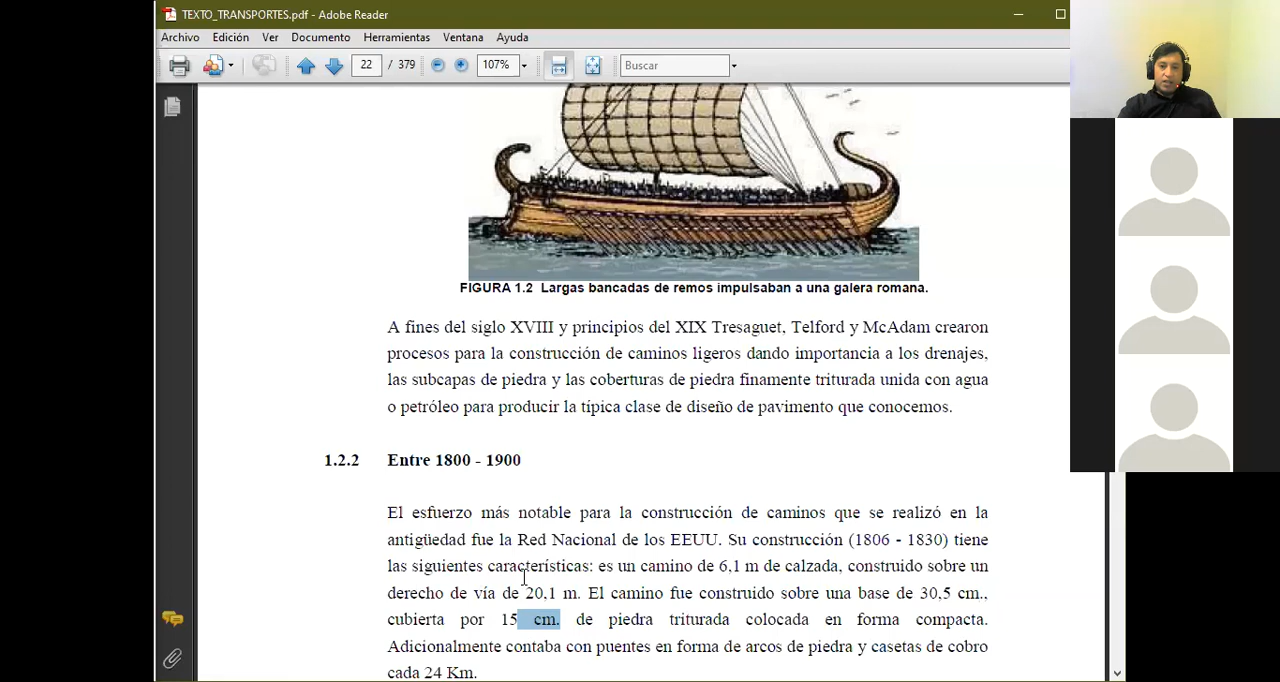 TEXTO_TRANSPORTES.pdf - Adobe Reader
Archivo Edición Ver Documento Herramientas Ventana Ayuda
22 / 379 107% Buscar
FIGURA 1.2 Largas bancadas de remos impulsaban a una galera romana.
A fines del siglo XVIII y principios del XIX Tresaguet, Telford y McAdam crearon
procesos para la construcción de caminos ligeros dando importancia a los drenajes,
las subcapas de piedra y las coberturas de piedra finamente triturada unida con agua
o petróleo para producir la típica clase de diseño de pavimento que conocemos.
1.2.2 Entre 1800 - 1900
El esfuerzo más notable para la construcción de caminos que se realizó en la
antigüedad fue la Red Nacional de los EEUU. Su construcción (1806 - 1830) tiene
las siguientes características: es un camino de 6,1 m de calzada, construido sobre un
derecho de vía de 20,1 m. El camino fue construido sobre una base de 30,5 cm.,
cubierta por 15 cm. de piedra triturada colocada en forma compacta.
Adicionalmente contaba con puentes en forma de arcos de piedra y casetas de cobro
cada 24 Km.